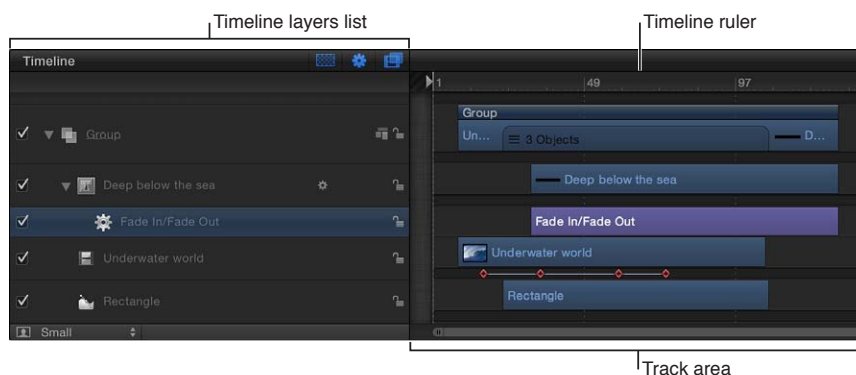 Timeline layers list
Timeline ruler
Timeline
1
49
97
Group
Group
Un...
3 Objects
D...
Deep below the sea
Deep below the sea
Fade In/Fade Out
Fade In/Fade Out
Underwater world
Underwater world
Rectangle
Rectangle
Small
Track area